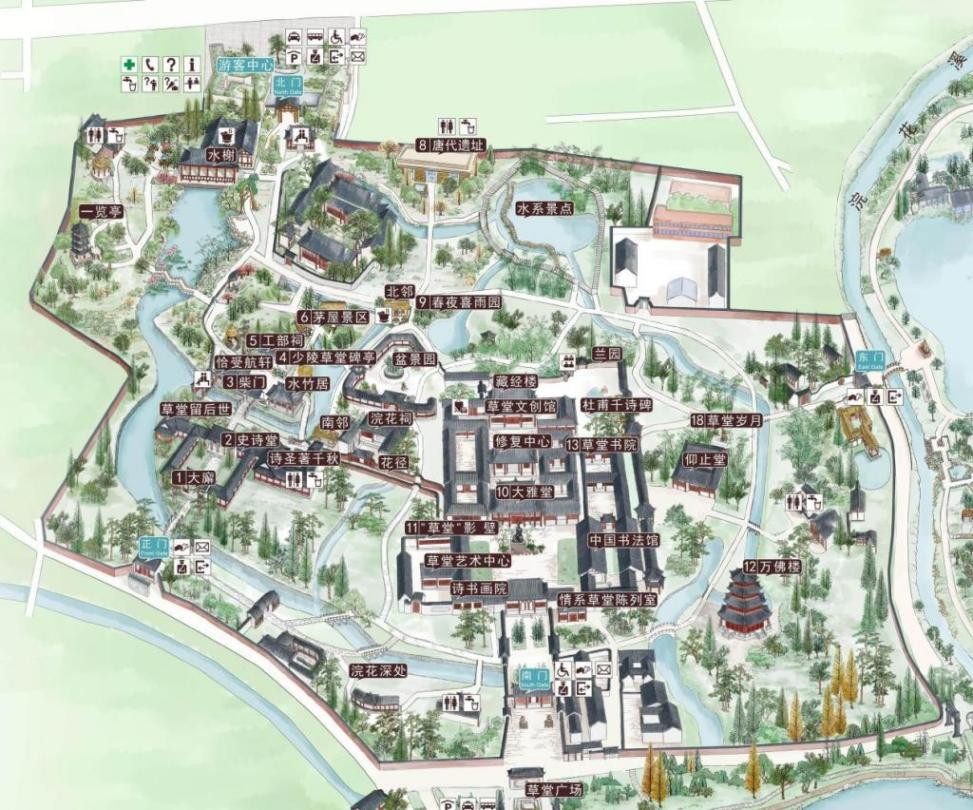 游客中心
北门
North Gate
溪
花
浣
水榭
8 唐代遗址
一览亭
水系景点
北邻
9 春夜喜雨园
6 茅屋景区
5 工部祠
4 少陵草堂碑亭
恰受航轩
盆景园
兰园
东门
East Gate
3 柴门
水竹居
藏经楼
草堂留后世
南邻
浣花祠
草堂文创馆
杜甫千诗碑
18 草堂岁月
2 史诗堂
修复中心
13 草堂书院
诗圣著千秋
花径
仰止堂
1 大廨
10 大雅堂
11 "草堂"影壁
正门
Front Gate
中国书法馆
草堂艺术中心
12 万佛楼
诗书画院
情系草堂陈列室
浣花深处
南门
South Gate
草堂广场